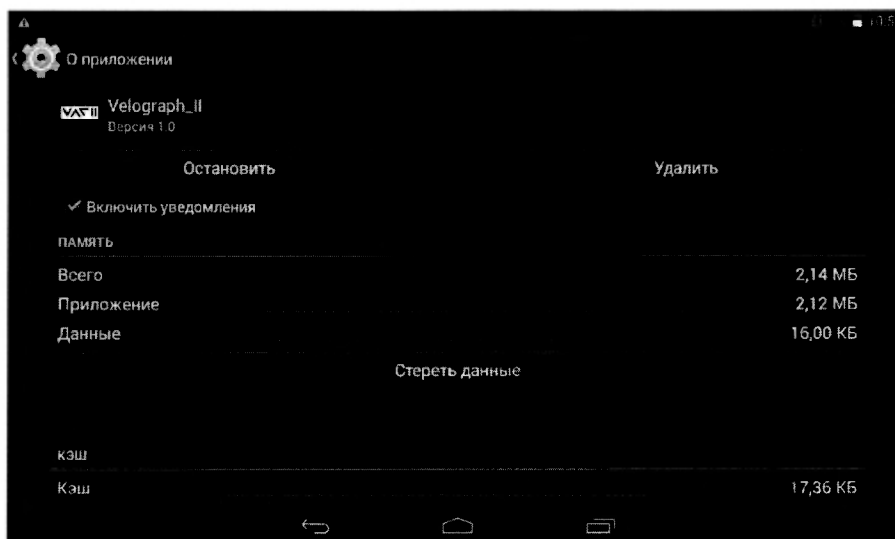 О приложении
Velograph_II
Версия 1.0
Остановить Удалить
Включить уведомления
ПАМЯТЬ
Всего 2,14 МБ
Приложение 2,12 МБ
Данные 16,00 КБ
Стереть данные
КЭШ
Кэш 17,36 КБ